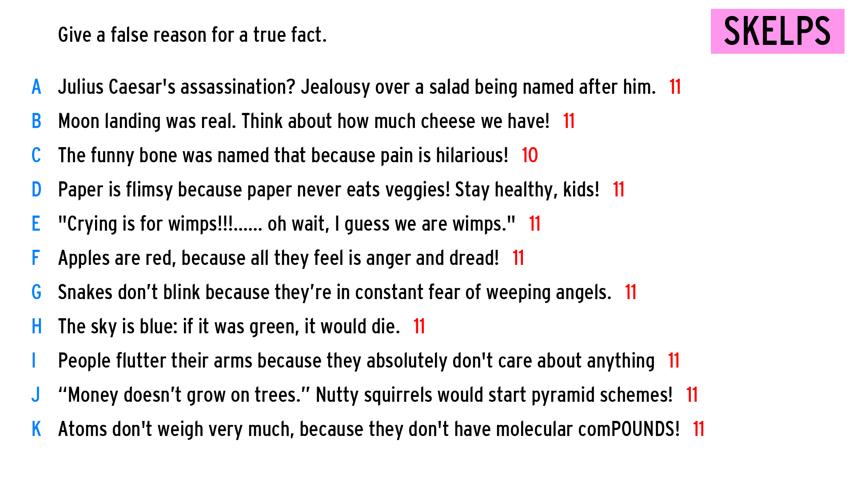 Give a false reason for a true fact.
SKELPS
A Julius Caesar's assassination? Jealousy over a salad being named after him. 11
B Moon landing was real. Think about how much cheese we have! 11
C The funny bone was named that because pain is hilarious! 10
D Paper is flimsy because paper never eats veggies! Stay healthy, kids! 11
E "Crying is for wimps!!!...... oh wait, I guess we are wimps." 11
F Apples are red, because all they feel is anger and dread! 11
G Snakes don’t blink because they’re in constant fear of weeping angels. 11
H The sky is blue: if it was green, it would die. 11
I People flutter their arms because they absolutely don't care about anything 11
J “Money doesn’t grow on trees.” Nutty squirrels would start pyramid schemes! 11
K Atoms don't weigh very much, because they don't have molecular comPOUNDS! 11